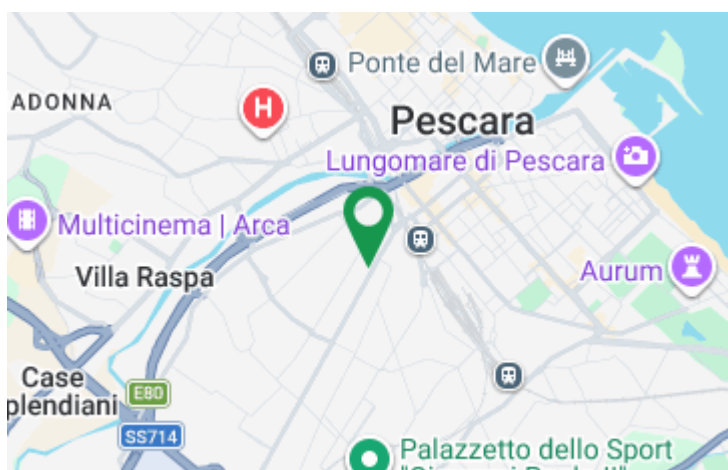 Ponte del Mare
ADONNA
H
Pescara
Lungomare di Pescara
Multicinema | Arca
Villa Raspa
Aurum
Case
plendiani
E80
SS714
Palazzetto dello Sport